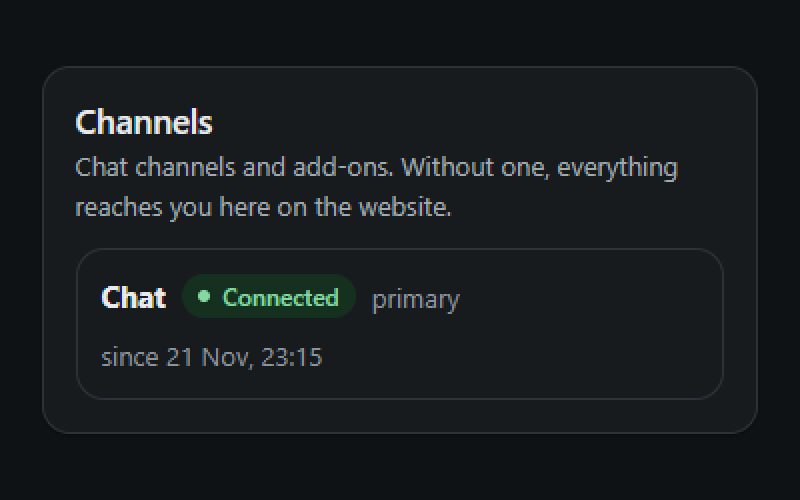 Channels
Chat channels and add-ons. Without one, everything
reaches you here on the website.
Chat Connected primary
since 21 Nov, 23:15